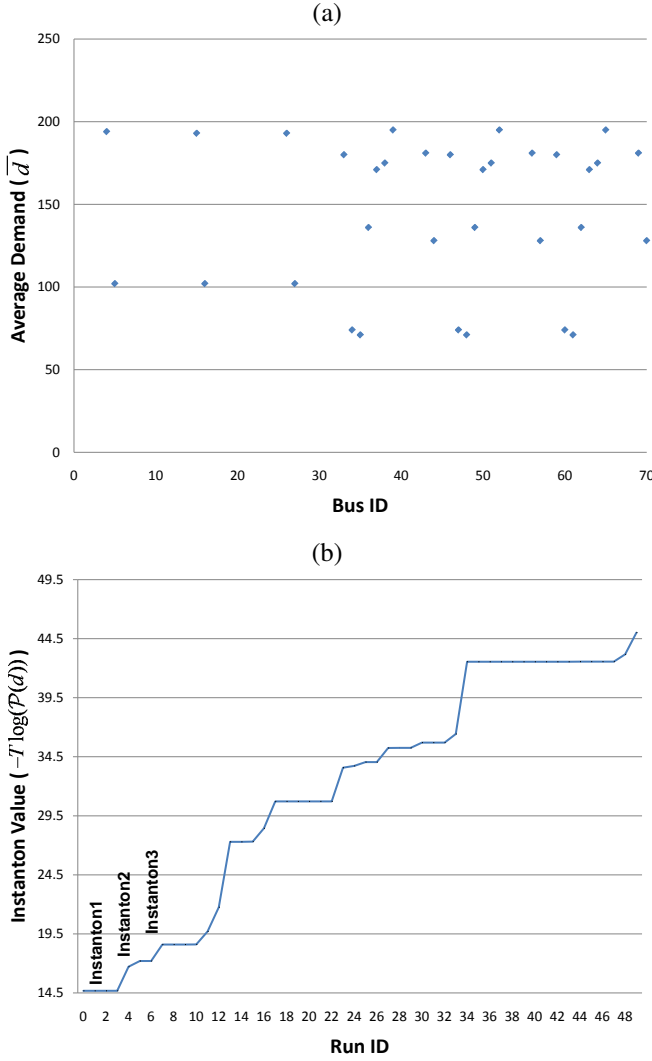 (a)
250
200
150
100
50
0
Average Demand ( d̅ )
0 10 20 30 40 50 60 70
Bus ID
(b)
49.5
44.5
39.5
34.5
29.5
24.5
19.5
14.5
Instanton Value ( −T log(P(d)))
Instanton1
Instanton2
Instanton3
0 2 4 6 8 10 12 14 16 18 20 22 24 26 28 30 32 34 36 38 40 42 44 46 48
Run ID